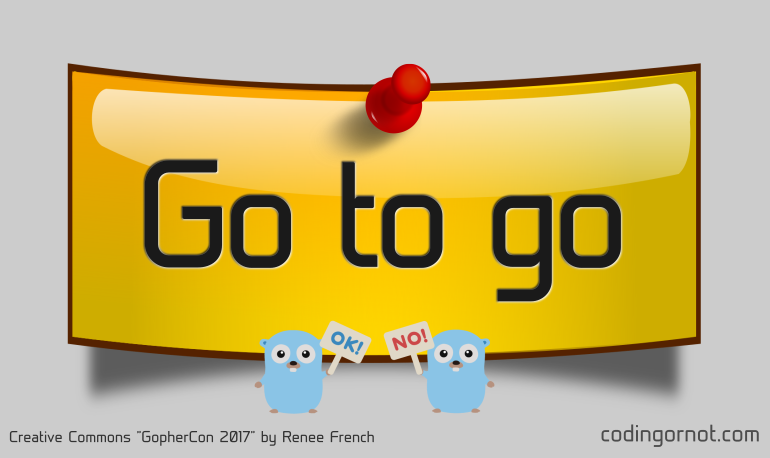 Go to go
OK!
NO!
Creative Commons "GopherCon 2017" by Renee French
codingornot.com